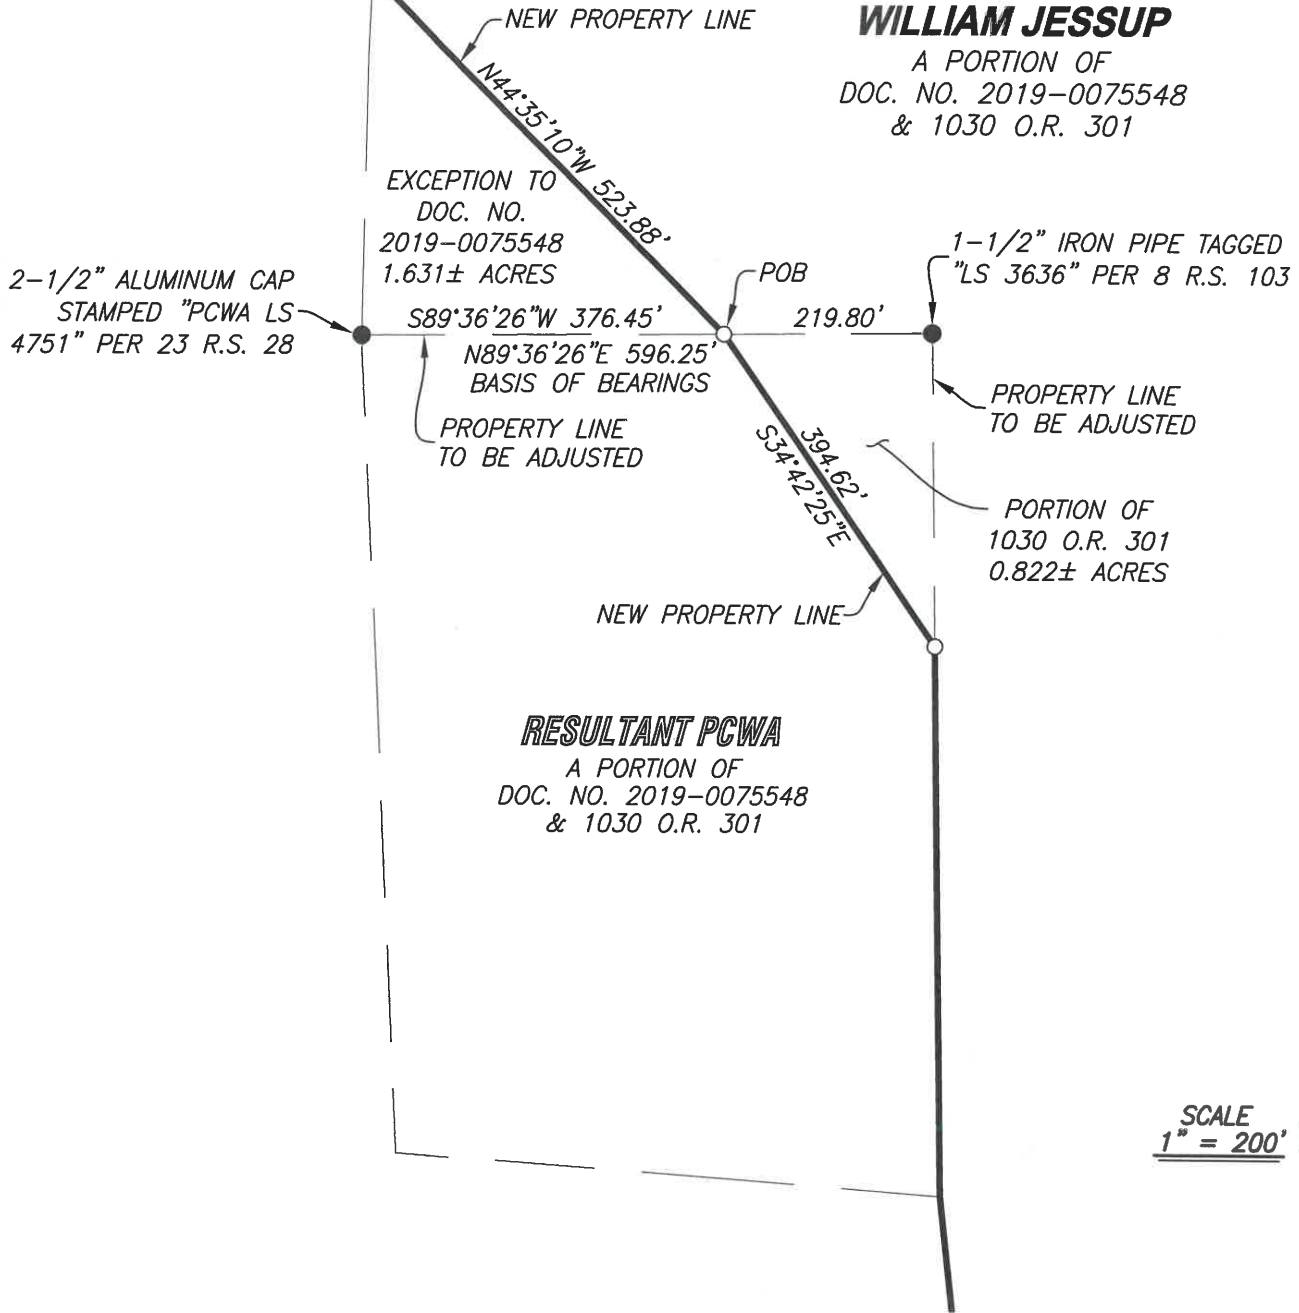 NEW PROPERTY LINE
WILLIAM JESSUP
A PORTION OF
DOC. NO. 2019-0075548
& 1030 O.R. 301
N44°35'10"W 523.88'
EXCEPTION TO
DOC. NO.
2019-0075548
1.631± ACRES
2-1/2" ALUMINUM CAP
STAMPED "PCWA LS
4751" PER 23 R.S. 28
POB
1-1/2" IRON PIPE TAGGED
"LS 3636" PER 8 R.S. 103
S89°36'26"W 376.45'
219.80'
N89°36'26"E 596.25'
BASIS OF BEARINGS
PROPERTY LINE
TO BE ADJUSTED
PROPERTY LINE
TO BE ADJUSTED
394.62'
S34°42'25"E
PORTION OF
1030 O.R. 301
0.822± ACRES
NEW PROPERTY LINE
RESULTANT PCWA
A PORTION OF
DOC. NO. 2019-0075548
& 1030 O.R. 301
SCALE
1" = 200'